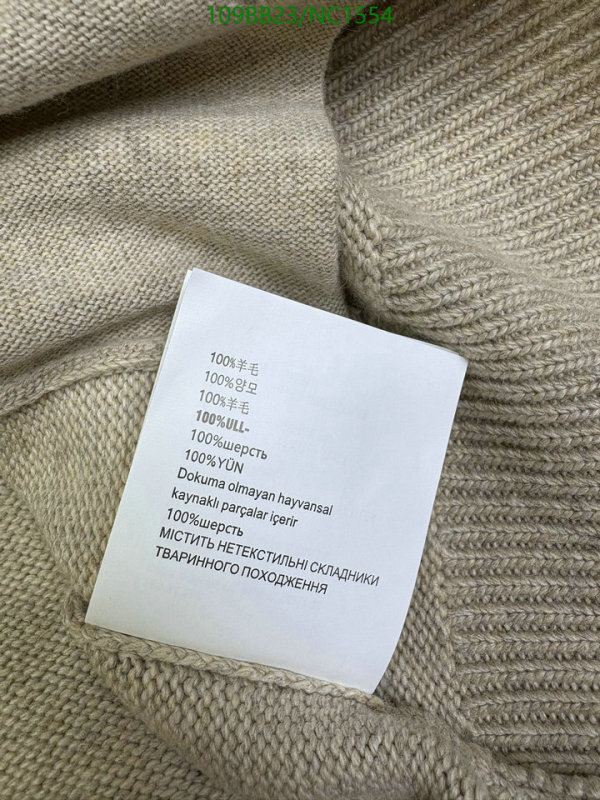 109BB23/NC1554
100%羊毛
100%양모
100%羊毛
100%ULL-
100%шерсть
100%YÜN
Dokuma olmayan hayvansal
kaynaklı parçalar içerir
100%шерсть
МІСТИТЬ НЕТЕКСТИЛЬНІ СКЛАДНИКИ
ТВАРИННОГО ПОХОДЖЕННЯ